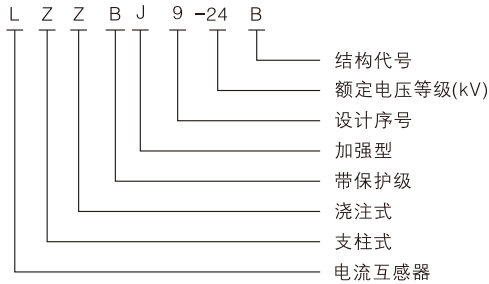 L Z Z B J 9 -24 B
结构代号
额定电压等级(kV)
设计序号
加强型
带保护级
浇注式
支柱式
电流互感器